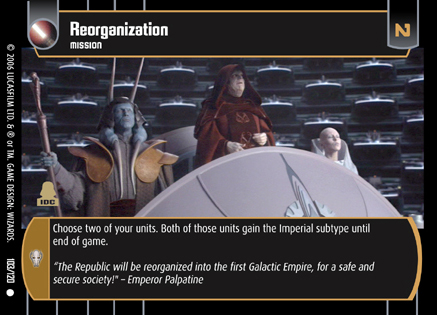 Reorganization
MISSION
N
© 2006 LUCASFILM LTD. & ® or TM. GAME DESIGN: WIZARDS.
103/120
IDC
Choose two of your units. Both of those units gain the Imperial subtype until
end of game.
"The Republic will be reorganized into the first Galactic Empire, for a safe and
secure society!" – Emperor Palpatine